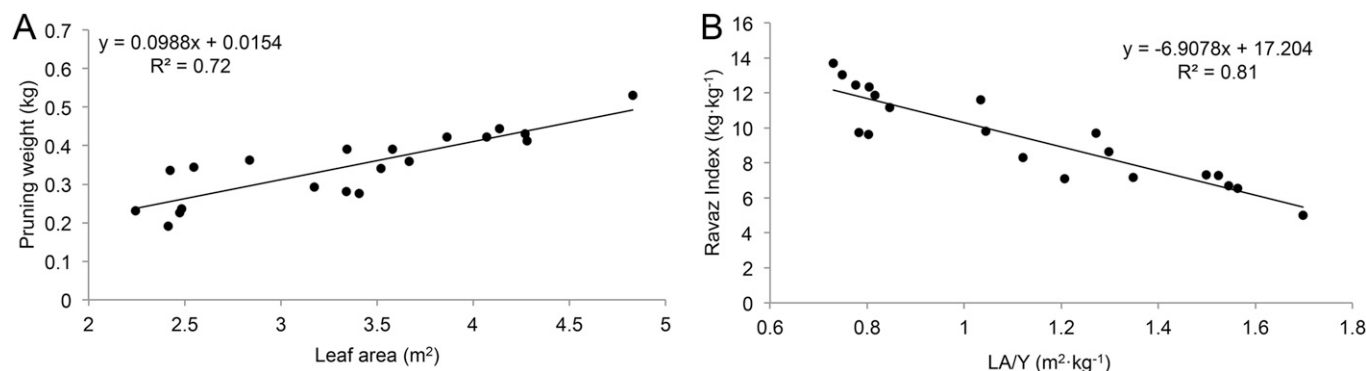 A
y = 0.0988x + 0.0154
R² = 0.72
0.7
0.6
0.5
0.4
0.3
0.2
0.1
0
Pruning weight (kg)
2 2.5 3 3.5 4 4.5 5
Leaf area (m²)
B
y = -6.9078x + 17.204
R² = 0.81
16
14
12
10
8
6
4
2
0
Ravaz Index (kg·kg⁻¹)
0.6 0.8 1 1.2 1.4 1.6 1.8
LA/Y (m²·kg⁻¹)